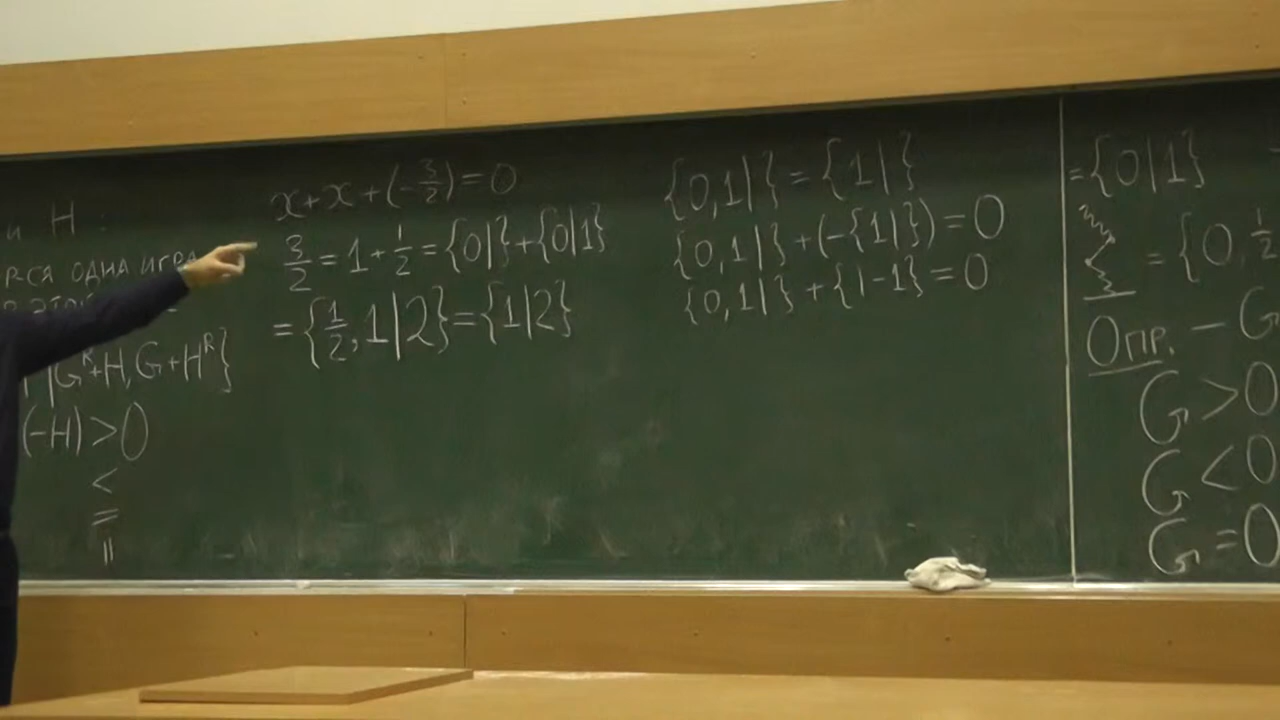 и H :
ОДНА ИГРА
G^R+H, G+H^R}
(-H) > 0
<
=
||
x+x+(-3/2)=0
3/2=1+1/2={0|}+{0|1}
={1/2,1|2}={1|2}
{0,1|}={1|}
{0,1|}+(-{1|})=0
{0,1|}+{|-1}=0
={0|1}
={0,1/2
Опр. - G
G>0
G<0
G=0